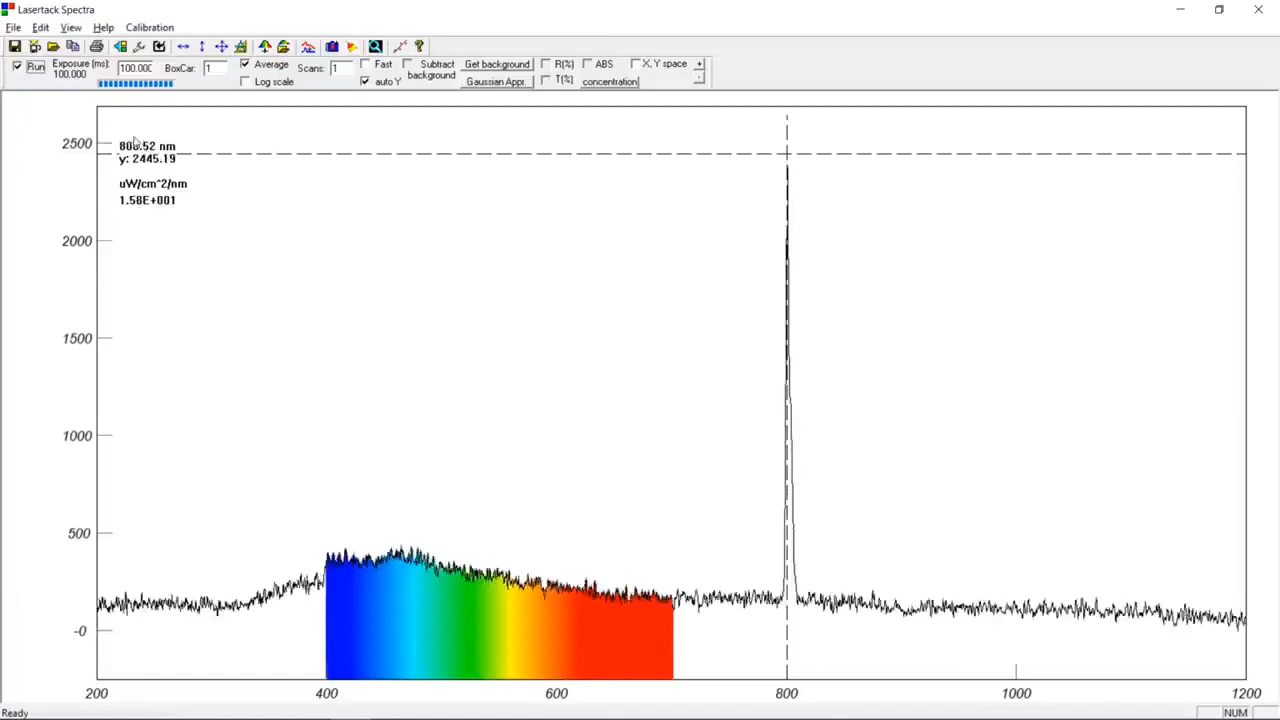 Lasertack Spectra
File Edit View Help Calibration
Run Exposure (ms): 100.000 BoxCar: 1 Average Scans: 1 Fast Subtract Get background R(%) ABS X, Y space +
100.000 Log scale auto Y background Gaussian Appr. T(%) concentration -
2500
2000
1500
1000
500
-0
nm
y: 2445.19
uW/cm^2/nm
1.58E+001
200 400 600 800 1000 1200
Ready NUM